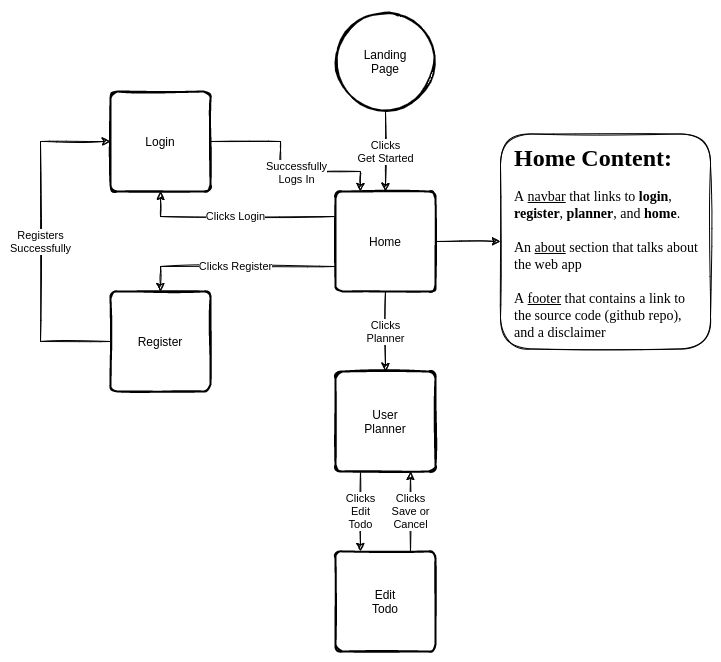 Landing
Page
Clicks
Get Started
Login
Successfully
Logs In
Clicks Login
Home
Clicks Register
Registers
Successfully
Register
Clicks
Planner
User
Planner
Clicks
Edit
Todo
Clicks
Save or
Cancel
Edit
Todo
Home Content:
A navbar that links to login,
register, planner, and home.
An about section that talks about
the web app
A footer that contains a link to
the source code (github repo),
and a disclaimer